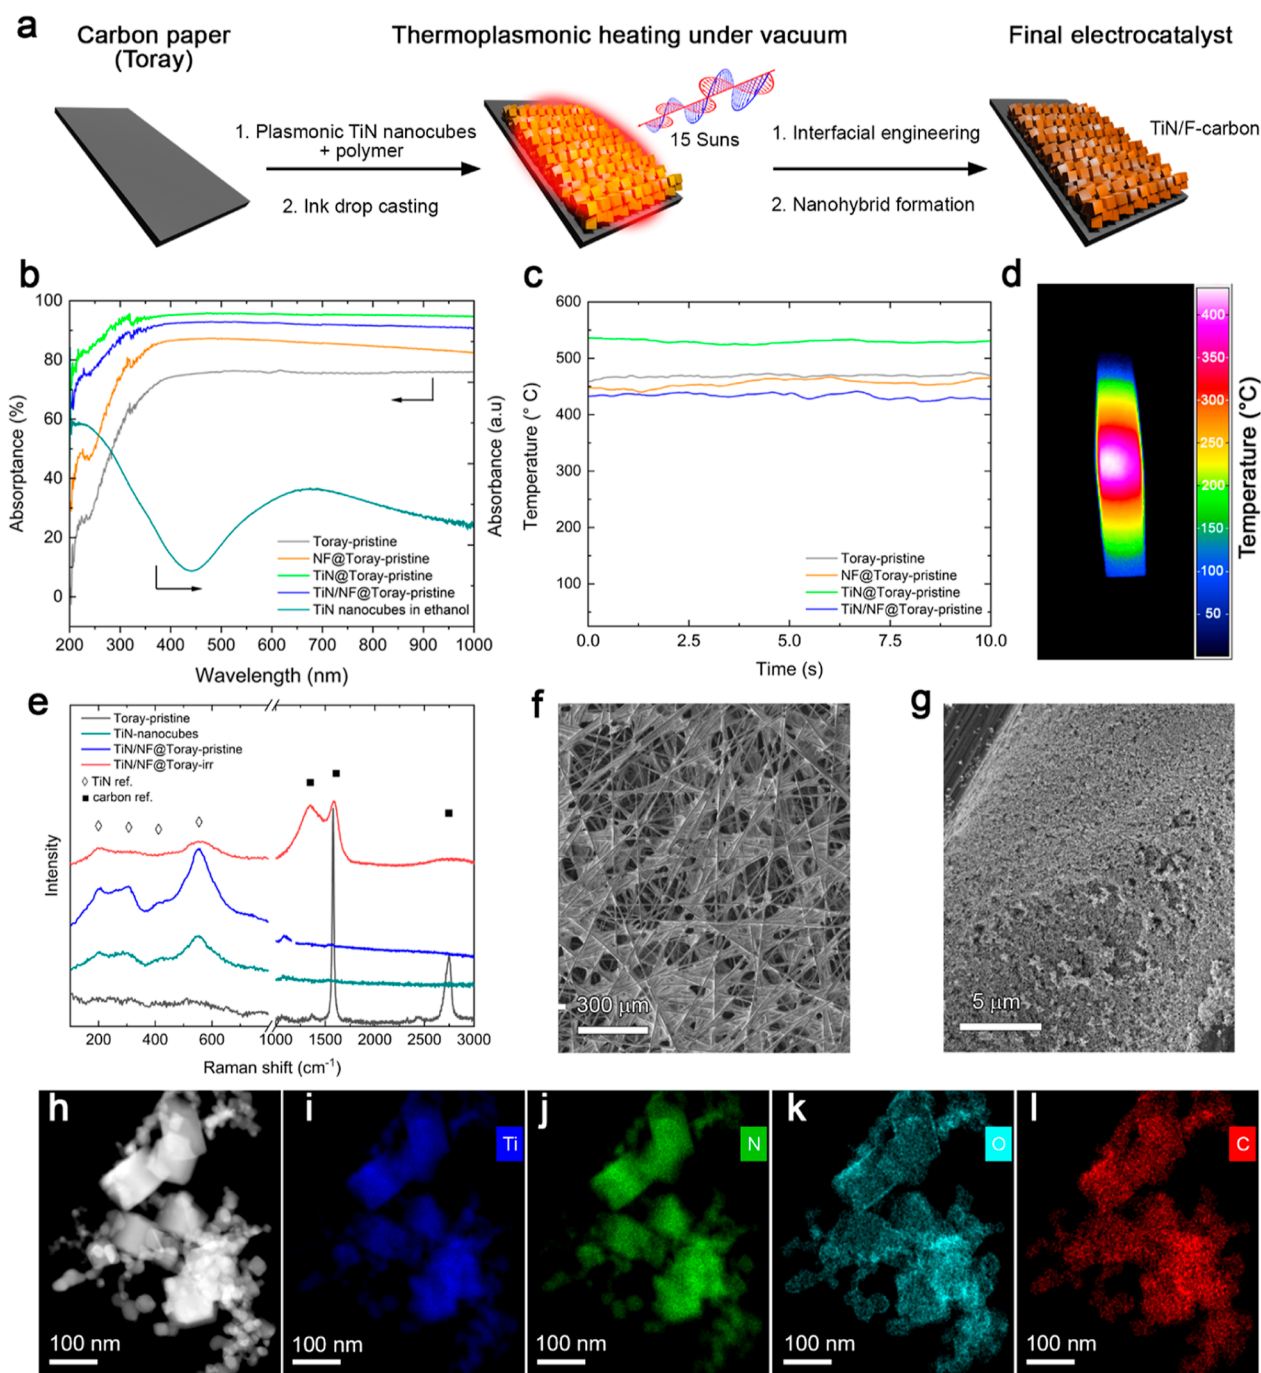 a
Carbon paper
(Toray)
Thermoplasmonic heating under vacuum
Final electrocatalyst
1. Plasmonic TiN nanocubes
+ polymer
2. Ink drop casting
15 Suns
1. Interfacial engineering
2. Nanohybrid formation
TiN/F-carbon
b
100
80
60
40
20
0
Absorptance (%)
Absorbance (a.u)
Toray-pristine
NF@Toray-pristine
TiN@Toray-pristine
TiN/NF@Toray-pristine
TiN nanocubes in ethanol
200 300 400 500 600 700 800 900 1000
Wavelength (nm)
c
600
500
400
300
200
100
Temperature (° C)
Toray-pristine
NF@Toray-pristine
TiN@Toray-pristine
TiN/NF@Toray-pristine
0.0 2.5 5.0 7.5 10.0
Time (s)
d
400
350
300
250
200
150
100
50
Temperature (°C)
e
Toray-pristine
TiN-nanocubes
TiN/NF@Toray-pristine
TiN/NF@Toray-irr
◊ TiN ref.
■ carbon ref.
Intensity
200 400 600 1000 1500 2000 2500 3000
Raman shift (cm⁻¹)
f
300 μm
g
5 μm
h
100 nm
i
Ti
100 nm
j
N
100 nm
k
O
100 nm
l
C
100 nm